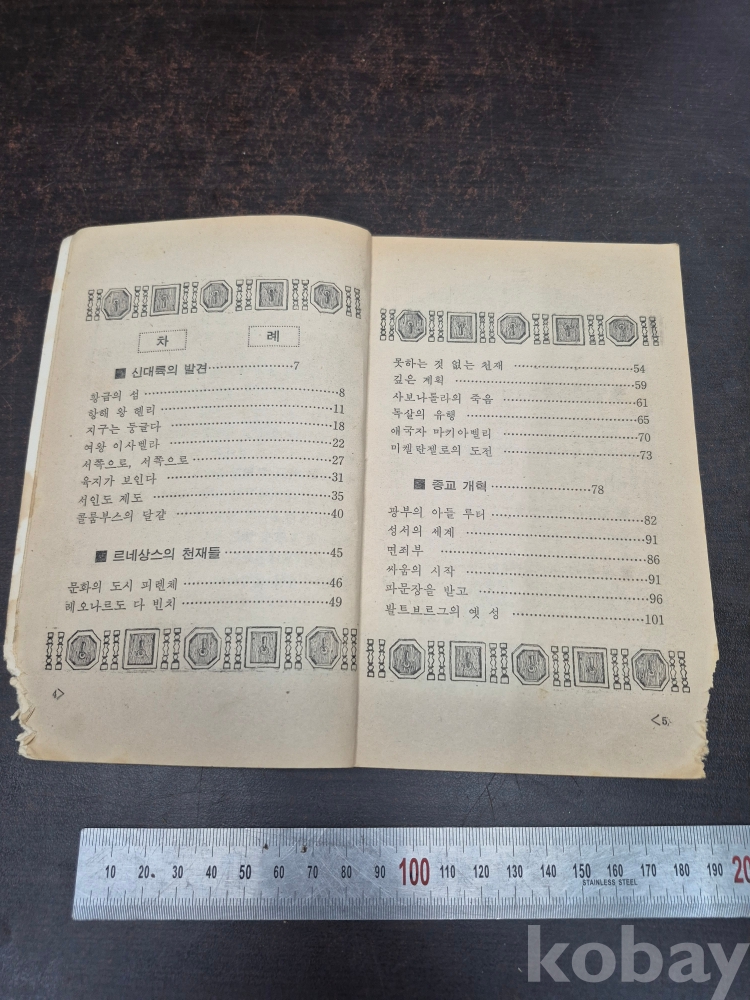 차 례
신대륙의 발견 7
황금의 섬 8
항해 왕 헨리 11
지구는 둥글다 18
여왕 이사벨라 22
서쪽으로, 서쪽으로 27
육지가 보인다 31
서인도 제도 35
콜룸부스의 달걀 40
르네상스의 천재들 45
문화의 도시 피렌체 46
레오나르도 다 빈치 49
4
못하는 것 없는 천재 54
깊은 계획 59
사보나롤라의 죽음 61
독살의 유행 65
애국자 마키아벨리 70
미켈란젤로의 도전 73
종교 개혁 78
광부의 아들 루터 82
성서의 세계 91
면죄부 86
싸움의 시작 91
파문장을 받고 96
발트브르그의 옛 성 101
5
10 20 30 40 50 60 70 80 90 100 110 120 130 140 150 160 170 180 190 20
STAINLESS STEEL
kobay